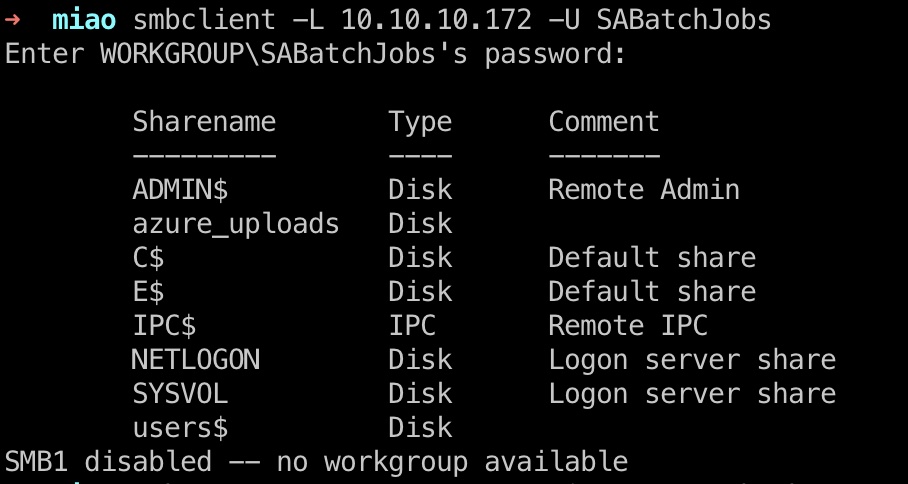 → miao smbclient -L 10.10.10.172 -U SABatchJobs
Enter WORKGROUP\SABatchJobs's password:
Sharename Type Comment
--------- ---- -------
ADMIN$ Disk Remote Admin
azure_uploads Disk
C$ Disk Default share
E$ Disk Default share
IPC$ IPC Remote IPC
NETLOGON Disk Logon server share
SYSVOL Disk Logon server share
users$ Disk
SMB1 disabled -- no workgroup available